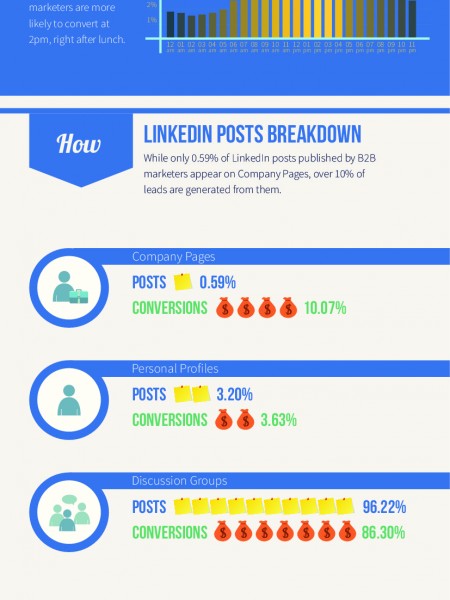 marketers are more
likely to convert at
2pm, right after lunch.
2%
1%
12 01 02 03 04 05 06 07 08 09 10 11 12 01 02 03 04 05 06 07 08 09 10 11
am am am am am am am am am am am am pm pm pm pm pm pm pm pm pm pm pm pm
How
LINKEDIN POSTS BREAKDOWN
While only 0.59% of LinkedIn posts published by B2B
marketers appear on Company Pages, over 10% of
leads are generated from them.
Company Pages
POSTS 0.59%
CONVERSIONS $ $ $ $ 10.07%
Personal Profiles
POSTS 3.20%
CONVERSIONS $ $ 3.63%
Discussion Groups
POSTS 96.22%
CONVERSIONS $ $ $ $ $ $ $ 86.30%